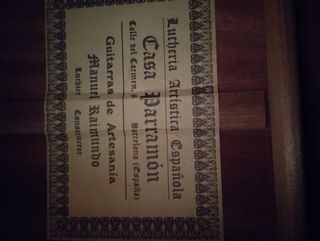 Luthería Artística Española
Casa Parramón
Calle del Carmen, 8 Barcelona (España)
Guitarras de Artesanía
Manuel Raimundo
Luthier Constructor